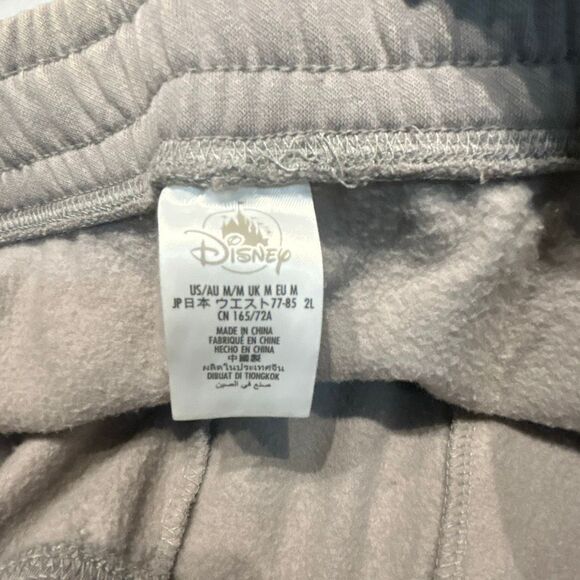 Disney
US/AU M/M UK M EU M
JP日本 ウエスト77-85 2L
CN 165/72A
MADE IN CHINA
FABRIQUÉ EN CHINE
HECHO EN CHINA
中國製
ผลิตในประเทศจีน
DIBUAT DI TIONGKOK
صنع في الصين